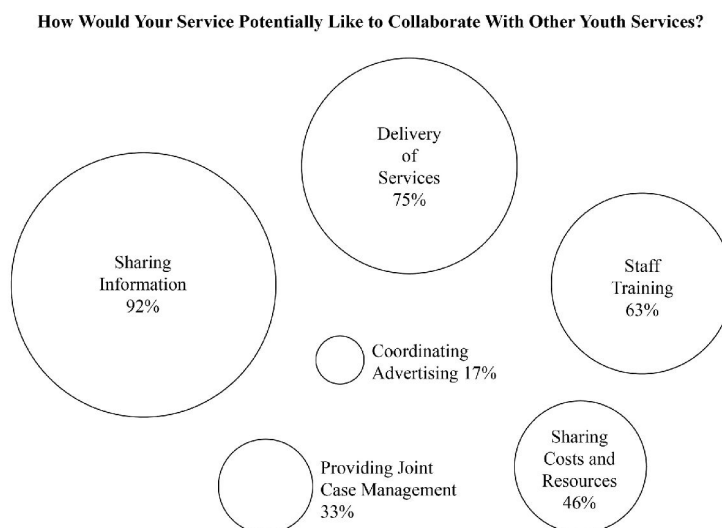 How Would Your Service Potentially Like to Collaborate With Other Youth Services?
Delivery
of
Services
75%
Sharing
Information
92%
Staff
Training
63%
Coordinating
Advertising 17%
Sharing
Costs and
Resources
46%
Providing Joint
Case Management
33%